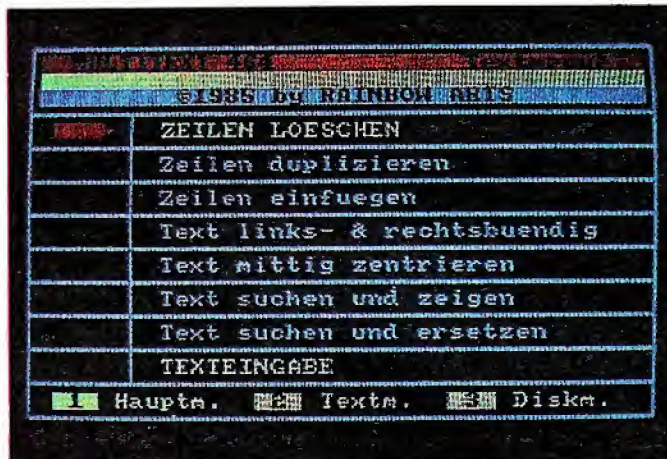 ©1985 by RAINBOW ARTS
ZEILEN LOESCHEN
Zeilen duplizieren
Zeilen einfuegen
Text links- & rechtsbuendig
Text mittig zentrieren
Text suchen und zeigen
Text suchen und ersetzen
TEXTEINGABE
Hauptm. Textm. Diskm.